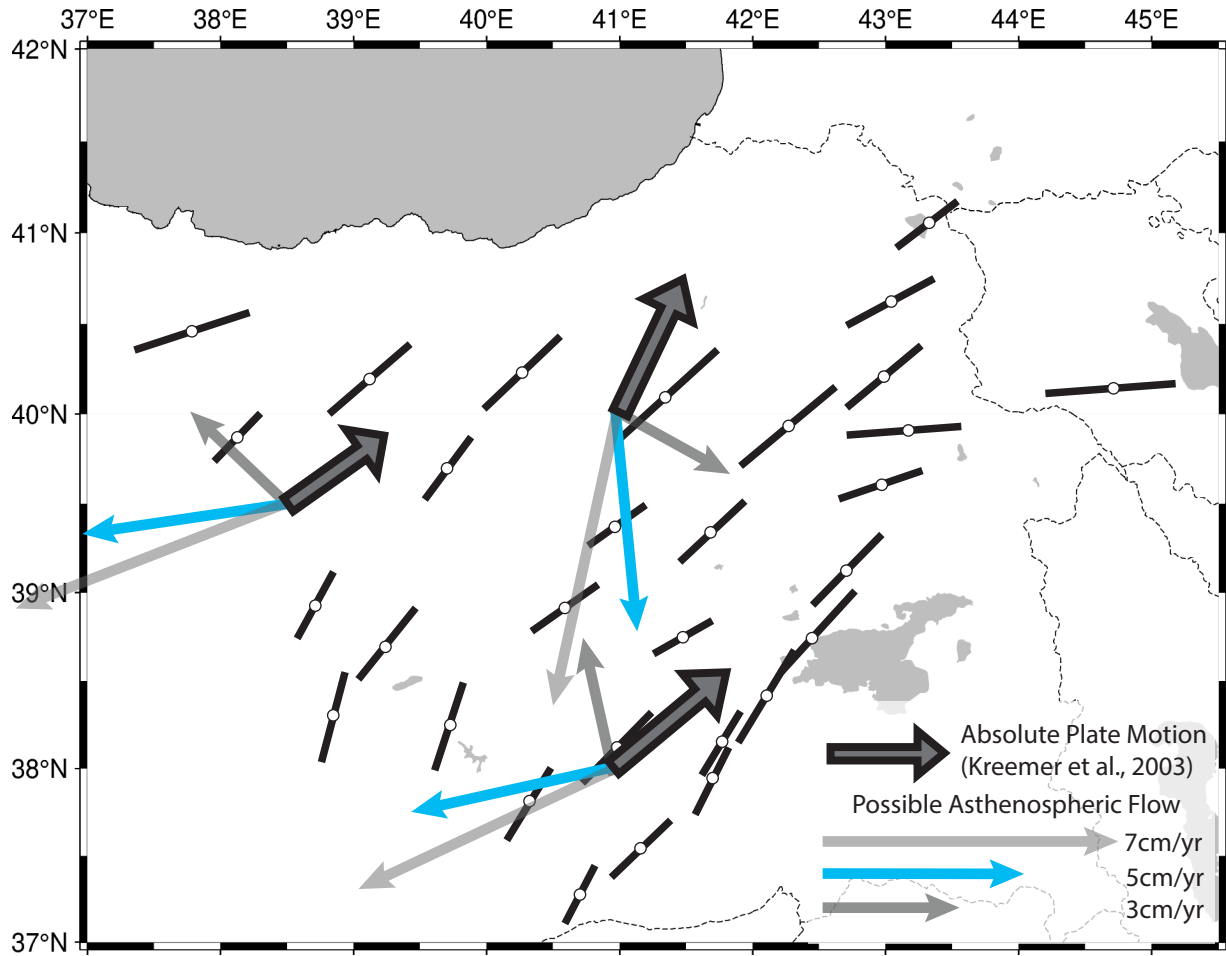 37°E 38°E 39°E 40°E 41°E 42°E 43°E 44°E 45°E
42°N
41°N
40°N
39°N
38°N
37°N
Absolute Plate Motion
(Kreemer et al., 2003)
Possible Asthenospheric Flow
7cm/yr
5cm/yr
3cm/yr